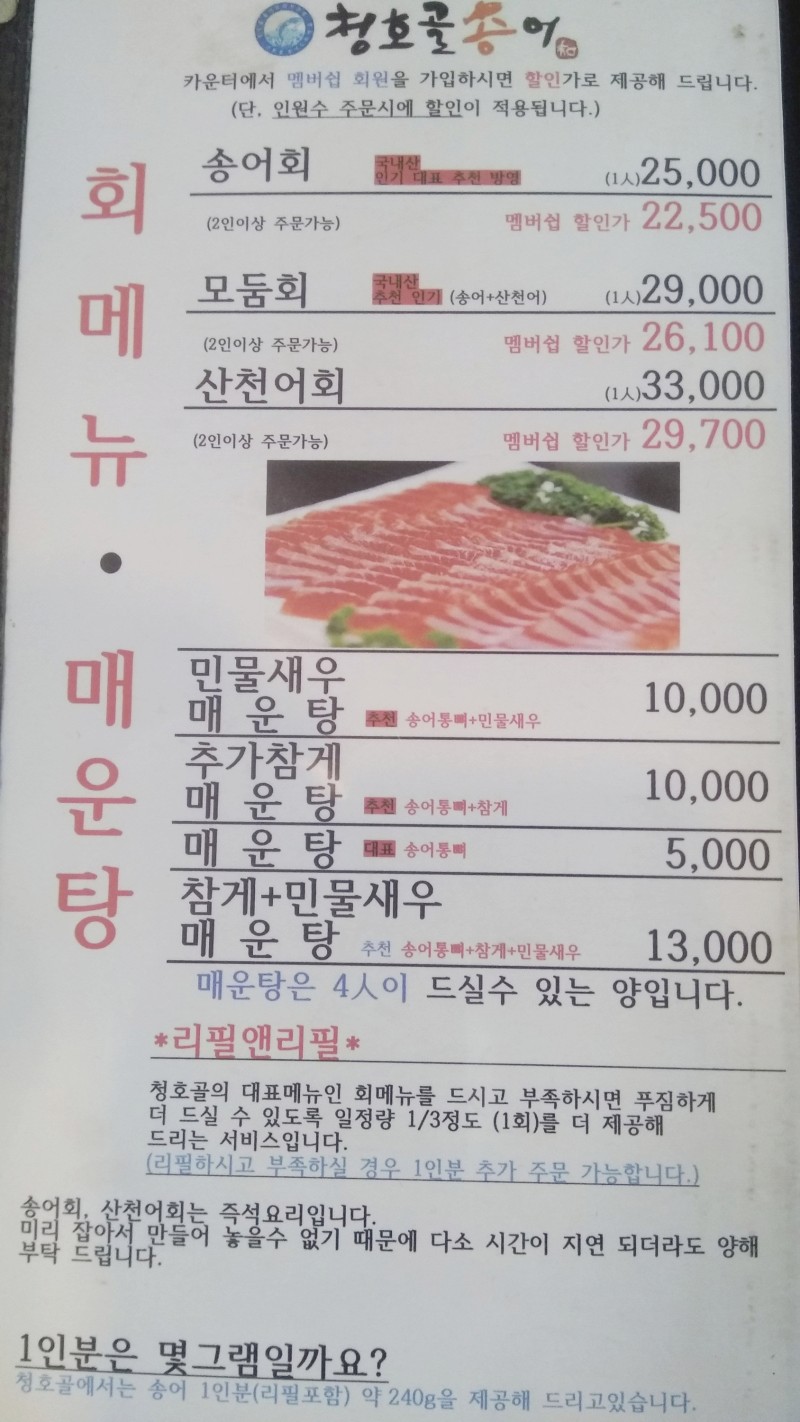 청호골송어
카운터에서 멤버쉽 회원을 가입하시면 할인가로 제공해 드립니다.
(단, 인원수 주문시에 할인이 적용됩니다.)
회메뉴·매운탕
송어회 국내산 인기 대표 추천 방영 (1人)25,000
(2인이상 주문가능) 멤버쉽 할인가 22,500
모둠회 국내산 추천 인기 (송어+산천어) (1人)29,000
(2인이상 주문가능) 멤버쉽 할인가 26,100
산천어회 (1人)33,000
(2인이상 주문가능) 멤버쉽 할인가 29,700
민물새우
매운탕 추천 송어통뼈+민물새우 10,000
추가참게
매운탕 추천 송어통뼈+참게 10,000
매운탕 대표 송어통뼈 5,000
참게+민물새우
매운탕 추천 송어통뼈+참게+민물새우 13,000
매운탕은 4人이 드실수 있는 양입니다.
*리필앤리필*
청호골의 대표메뉴인 회메뉴를 드시고 부족하시면 푸짐하게
더 드실 수 있도록 일정량 1/3정도 (1회)를 더 제공해
드리는 서비스입니다.
(리필하시고 부족하실 경우 1인분 추가 주문 가능합니다.)
송어회, 산천어회는 즉석요리입니다.
미리 잡아서 만들어 놓을수 없기 때문에 다소 시간이 지연 되더라도 양해
부탁 드립니다.
1인분은 몇그램일까요?
청호골에서는 송어 1인분(리필포함) 약 240g을 제공해 드리고있습니다.